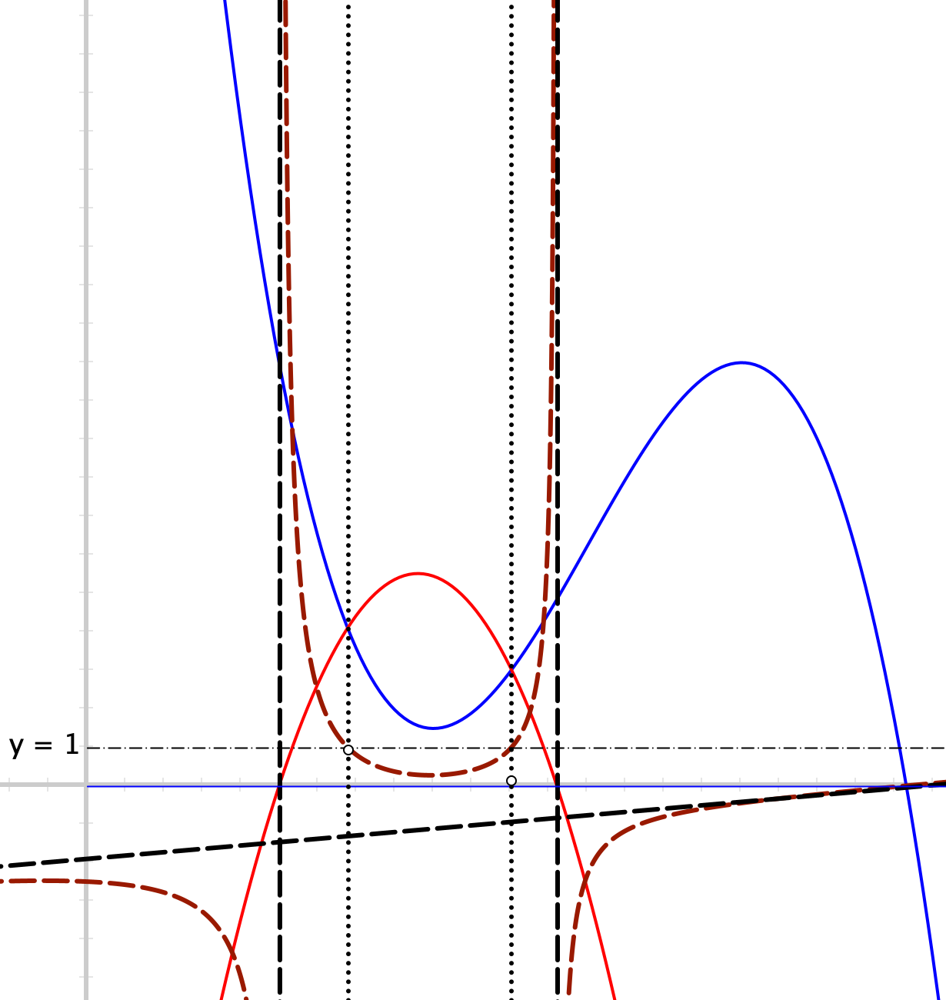 y = 1